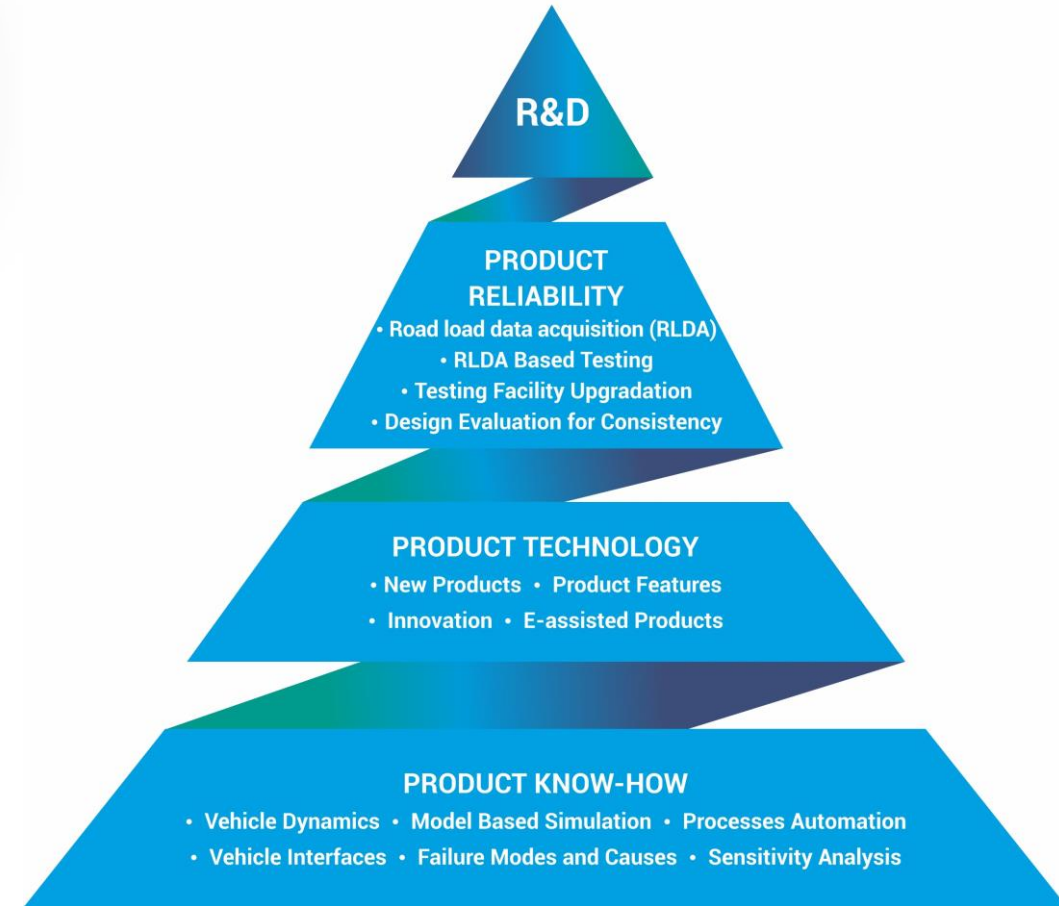 R&D
PRODUCT
RELIABILITY
• Road load data acquisition (RLDA)
• RLDA Based Testing
• Testing Facility Upgradation
• Design Evaluation for Consistency
PRODUCT TECHNOLOGY
• New Products • Product Features
• Innovation • E-assisted Products
PRODUCT KNOW-HOW
• Vehicle Dynamics • Model Based Simulation • Processes Automation
• Vehicle Interfaces • Failure Modes and Causes • Sensitivity Analysis